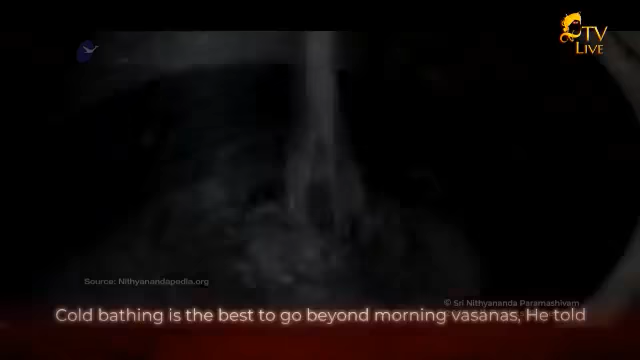 TV
LIVE
Source: Nithyanandapedia.org
© Sri Nithyananda Paramashivam
Cold bathing is the best to go beyond morning vasanas, He told